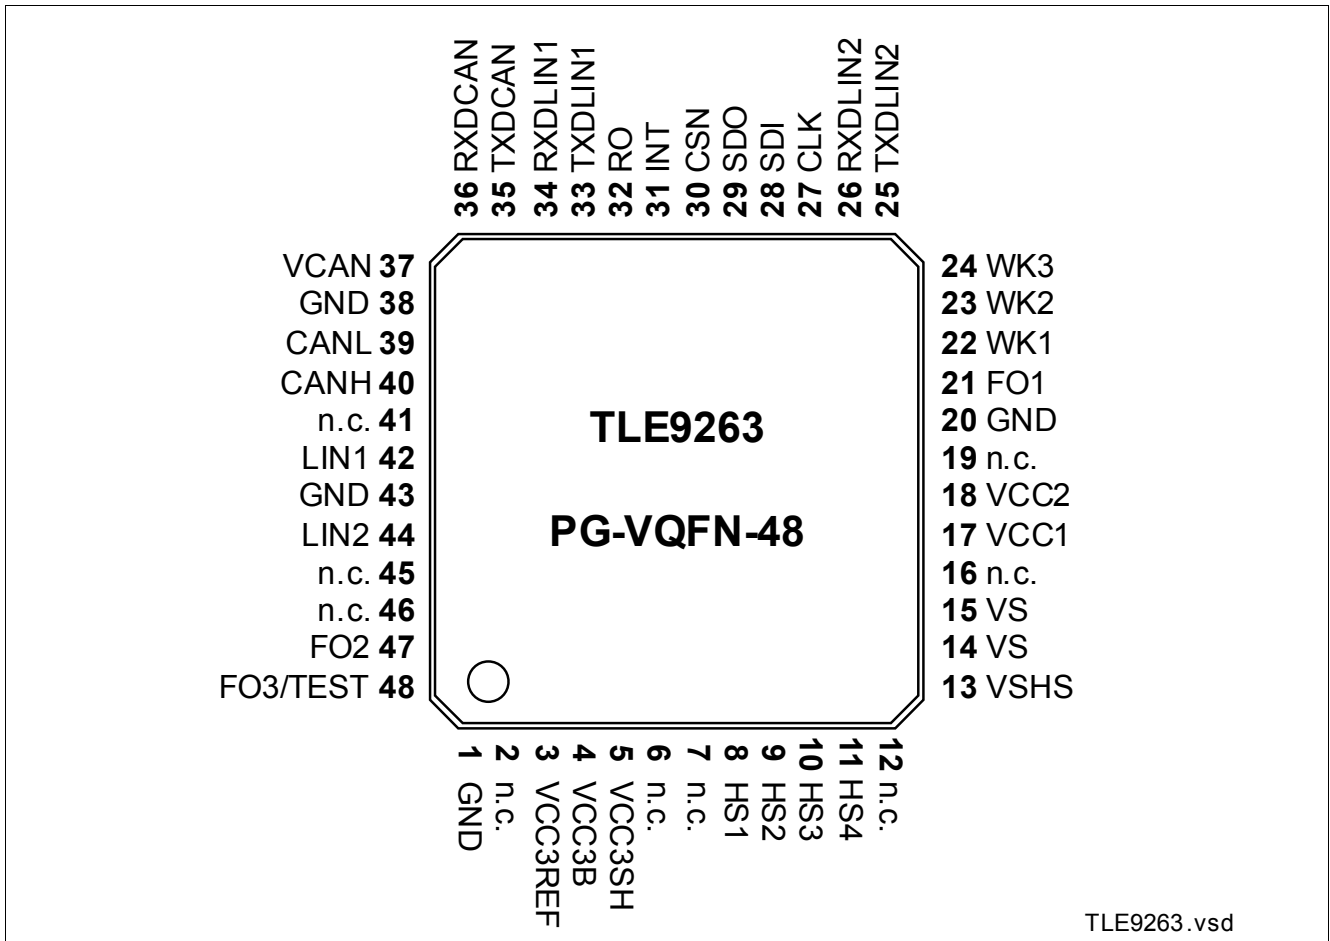 36 RXDCAN
35 TXDCAN
34 RXDLIN1
33 TXDLIN1
32 RO
31 INT
30 CSN
29 SDO
28 SDI
27 CLK
26 RXDLIN2
25 TXDLIN2
VCAN 37
GND 38
CANL 39
CANH 40
n.c. 41
LIN1 42
GND 43
LIN2 44
n.c. 45
n.c. 46
FO2 47
FO3/TEST 48
TLE9263
PG-VQFN-48
24 WK3
23 WK2
22 WK1
21 FO1
20 GND
19 n.c.
18 VCC2
17 VCC1
16 n.c.
15 VS
14 VS
13 VSHS
1 GND
2 n.c.
3 VCC3REF
4 VCC3B
5 VCC3SH
6 n.c.
7 n.c.
8 HS1
9 HS2
10 HS3
11 HS4
12 n.c.
TLE9263.vsd